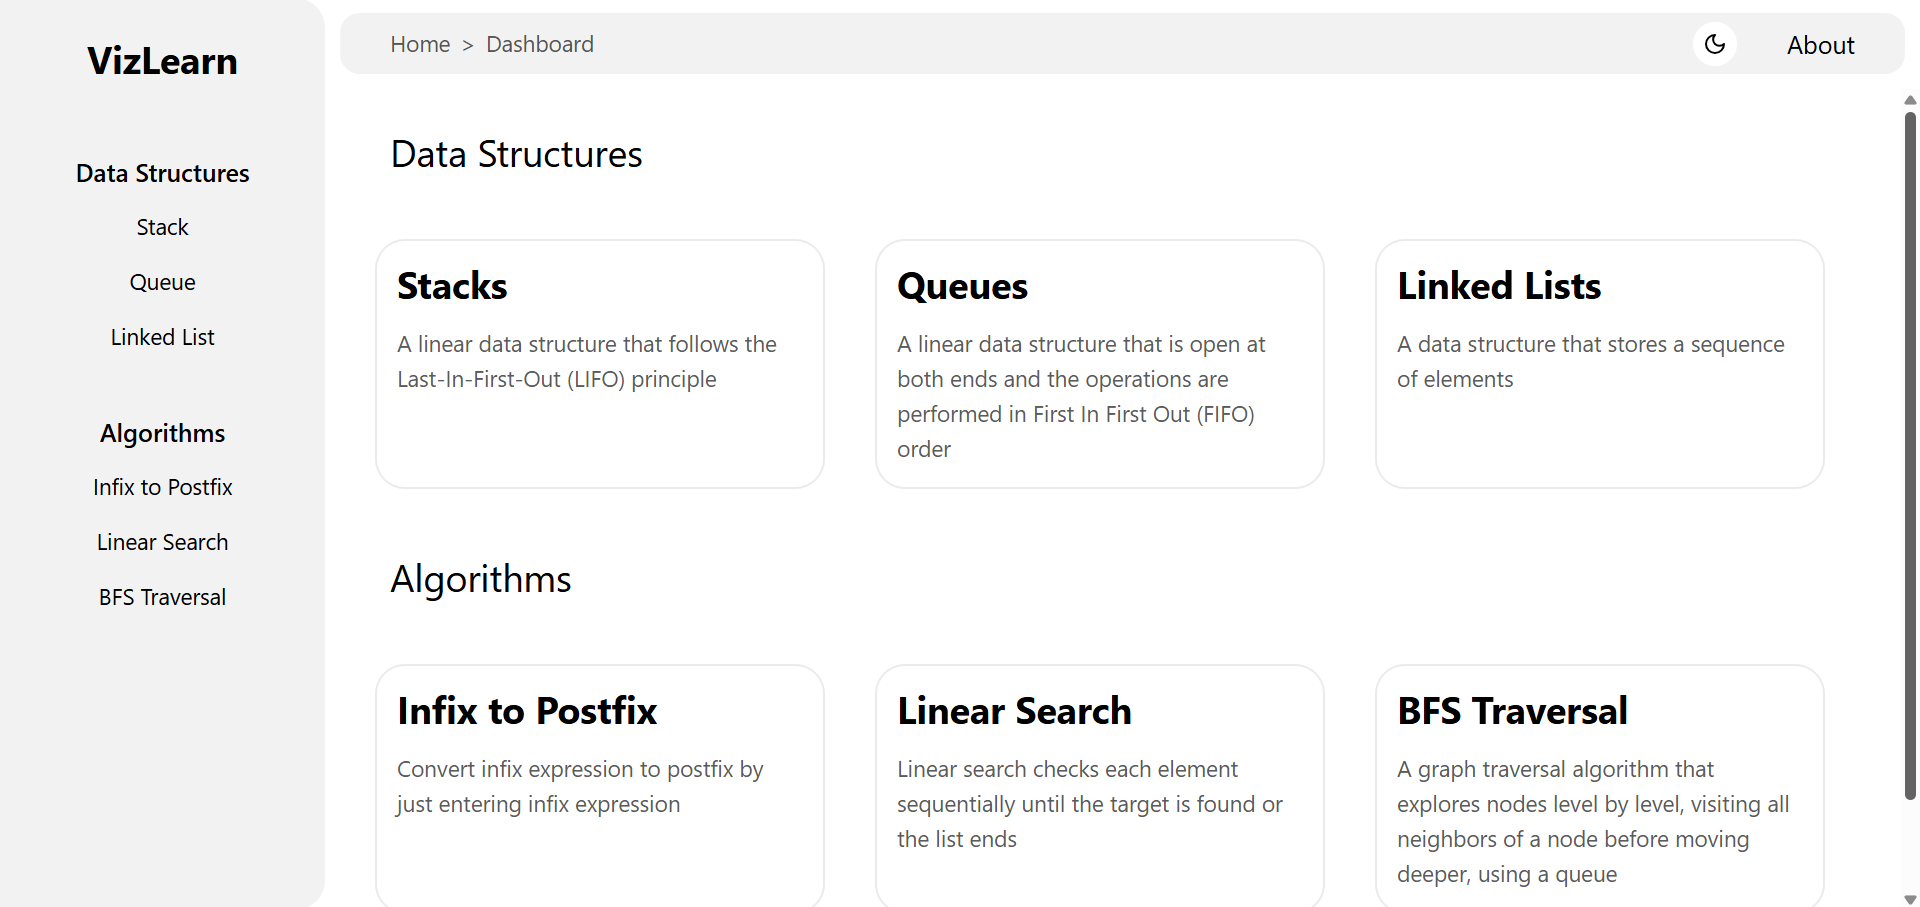 VizLearn
Data Structures
Stack
Queue
Linked List
Algorithms
Infix to Postfix
Linear Search
BFS Traversal
Home > Dashboard
About
Data Structures
Stacks
A linear data structure that follows the
Last-In-First-Out (LIFO) principle
Queues
A linear data structure that is open at
both ends and the operations are
performed in First In First Out (FIFO)
order
Linked Lists
A data structure that stores a sequence
of elements
Algorithms
Infix to Postfix
Convert infix expression to postfix by
just entering infix expression
Linear Search
Linear search checks each element
sequentially until the target is found or
the list ends
BFS Traversal
A graph traversal algorithm that
explores nodes level by level, visiting all
neighbors of a node before moving
deeper, using a queue